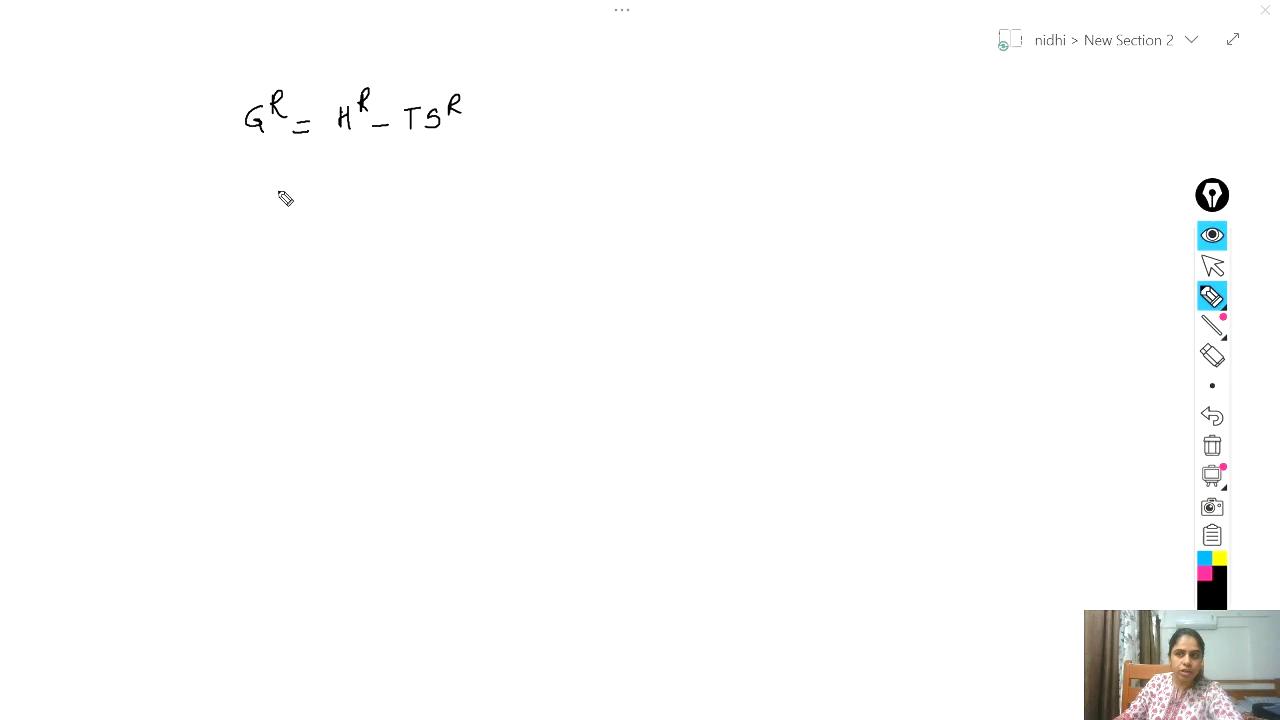 nidhi > New Section 2
G^R = H^R - TS^R